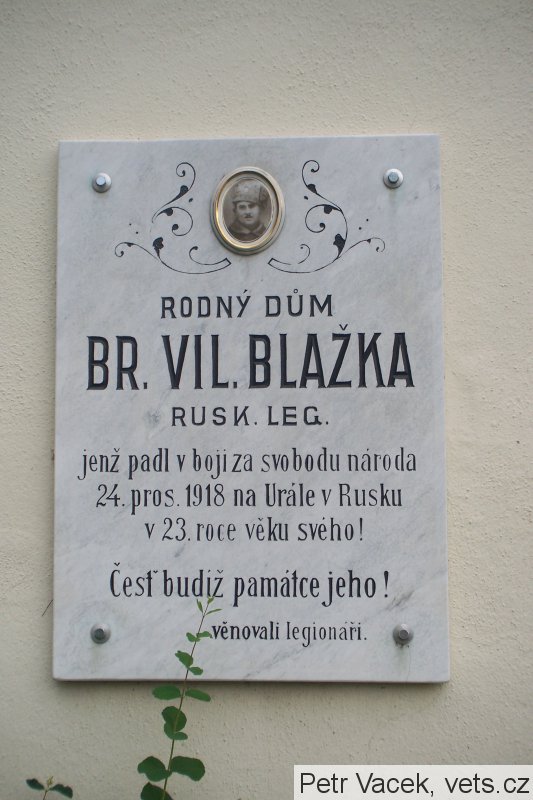 RODNÝ DŮM
BR. VIL. BLAŽKA
RUSK. LEG.
jenž padl v boji za svobodu národa
24. pros. 1918 na Urále v Rusku
v 23. roce věku svého!
Česť budiž památce jeho!
věnovali legionáři.
Petr Vacek, vets.cz